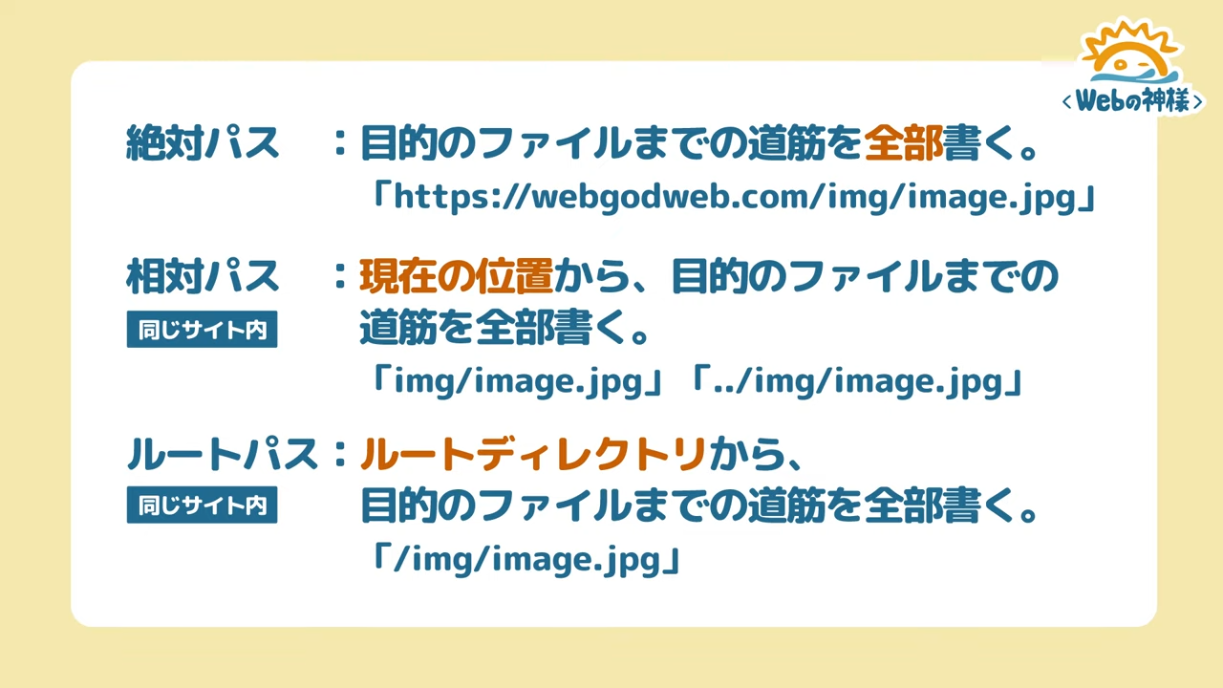 <Webの神様>
絶対パス　：目的のファイルまでの道筋を全部書く。
「https://webgodweb.com/img/image.jpg」
相対パス　：現在の位置から、目的のファイルまでの
同じサイト内　道筋を全部書く。
「img/image.jpg」「../img/image.jpg」
ルートパス：ルートディレクトリから、
同じサイト内　目的のファイルまでの道筋を全部書く。
「/img/image.jpg」